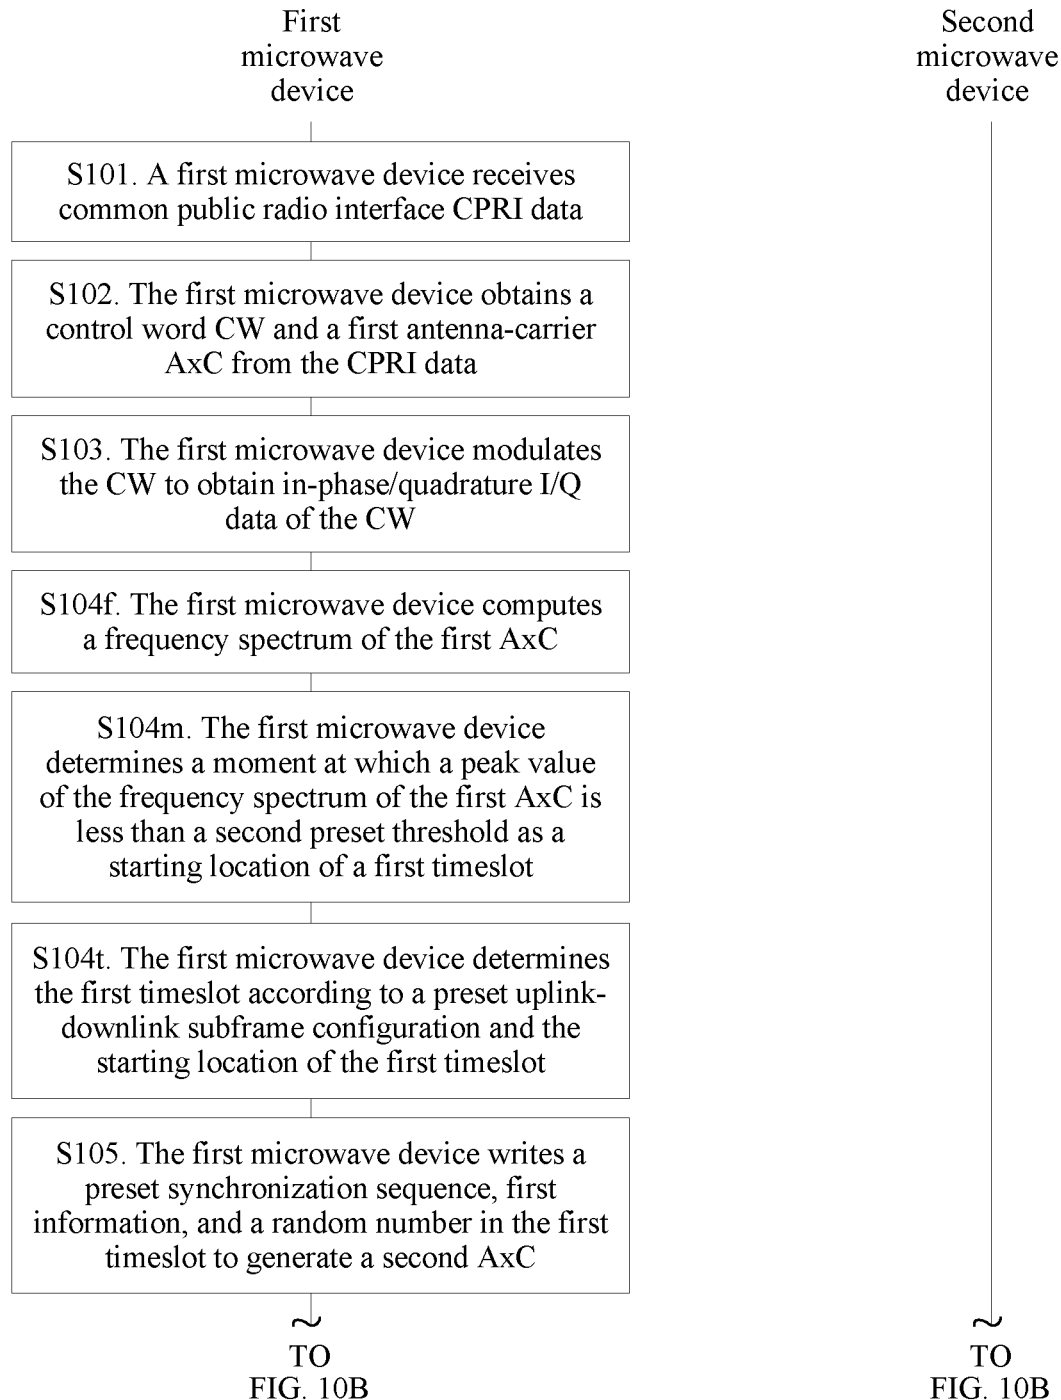 First
microwave
device
Second
microwave
device
S101. A first microwave device receives
common public radio interface CPRI data
S102. The first microwave device obtains a
control word CW and a first antenna-carrier
AxC from the CPRI data
S103. The first microwave device modulates
the CW to obtain in-phase/quadrature I/Q
data of the CW
S104f. The first microwave device computes
a frequency spectrum of the first AxC
S104m. The first microwave device
determines a moment at which a peak value
of the frequency spectrum of the first AxC is
less than a second preset threshold as a
starting location of a first timeslot
S104t. The first microwave device determines
the first timeslot according to a preset uplink-
downlink subframe configuration and the
starting location of the first timeslot
S105. The first microwave device writes a
preset synchronization sequence, first
information, and a random number in the first
timeslot to generate a second AxC
TO
FIG. 10B
TO
FIG. 10B